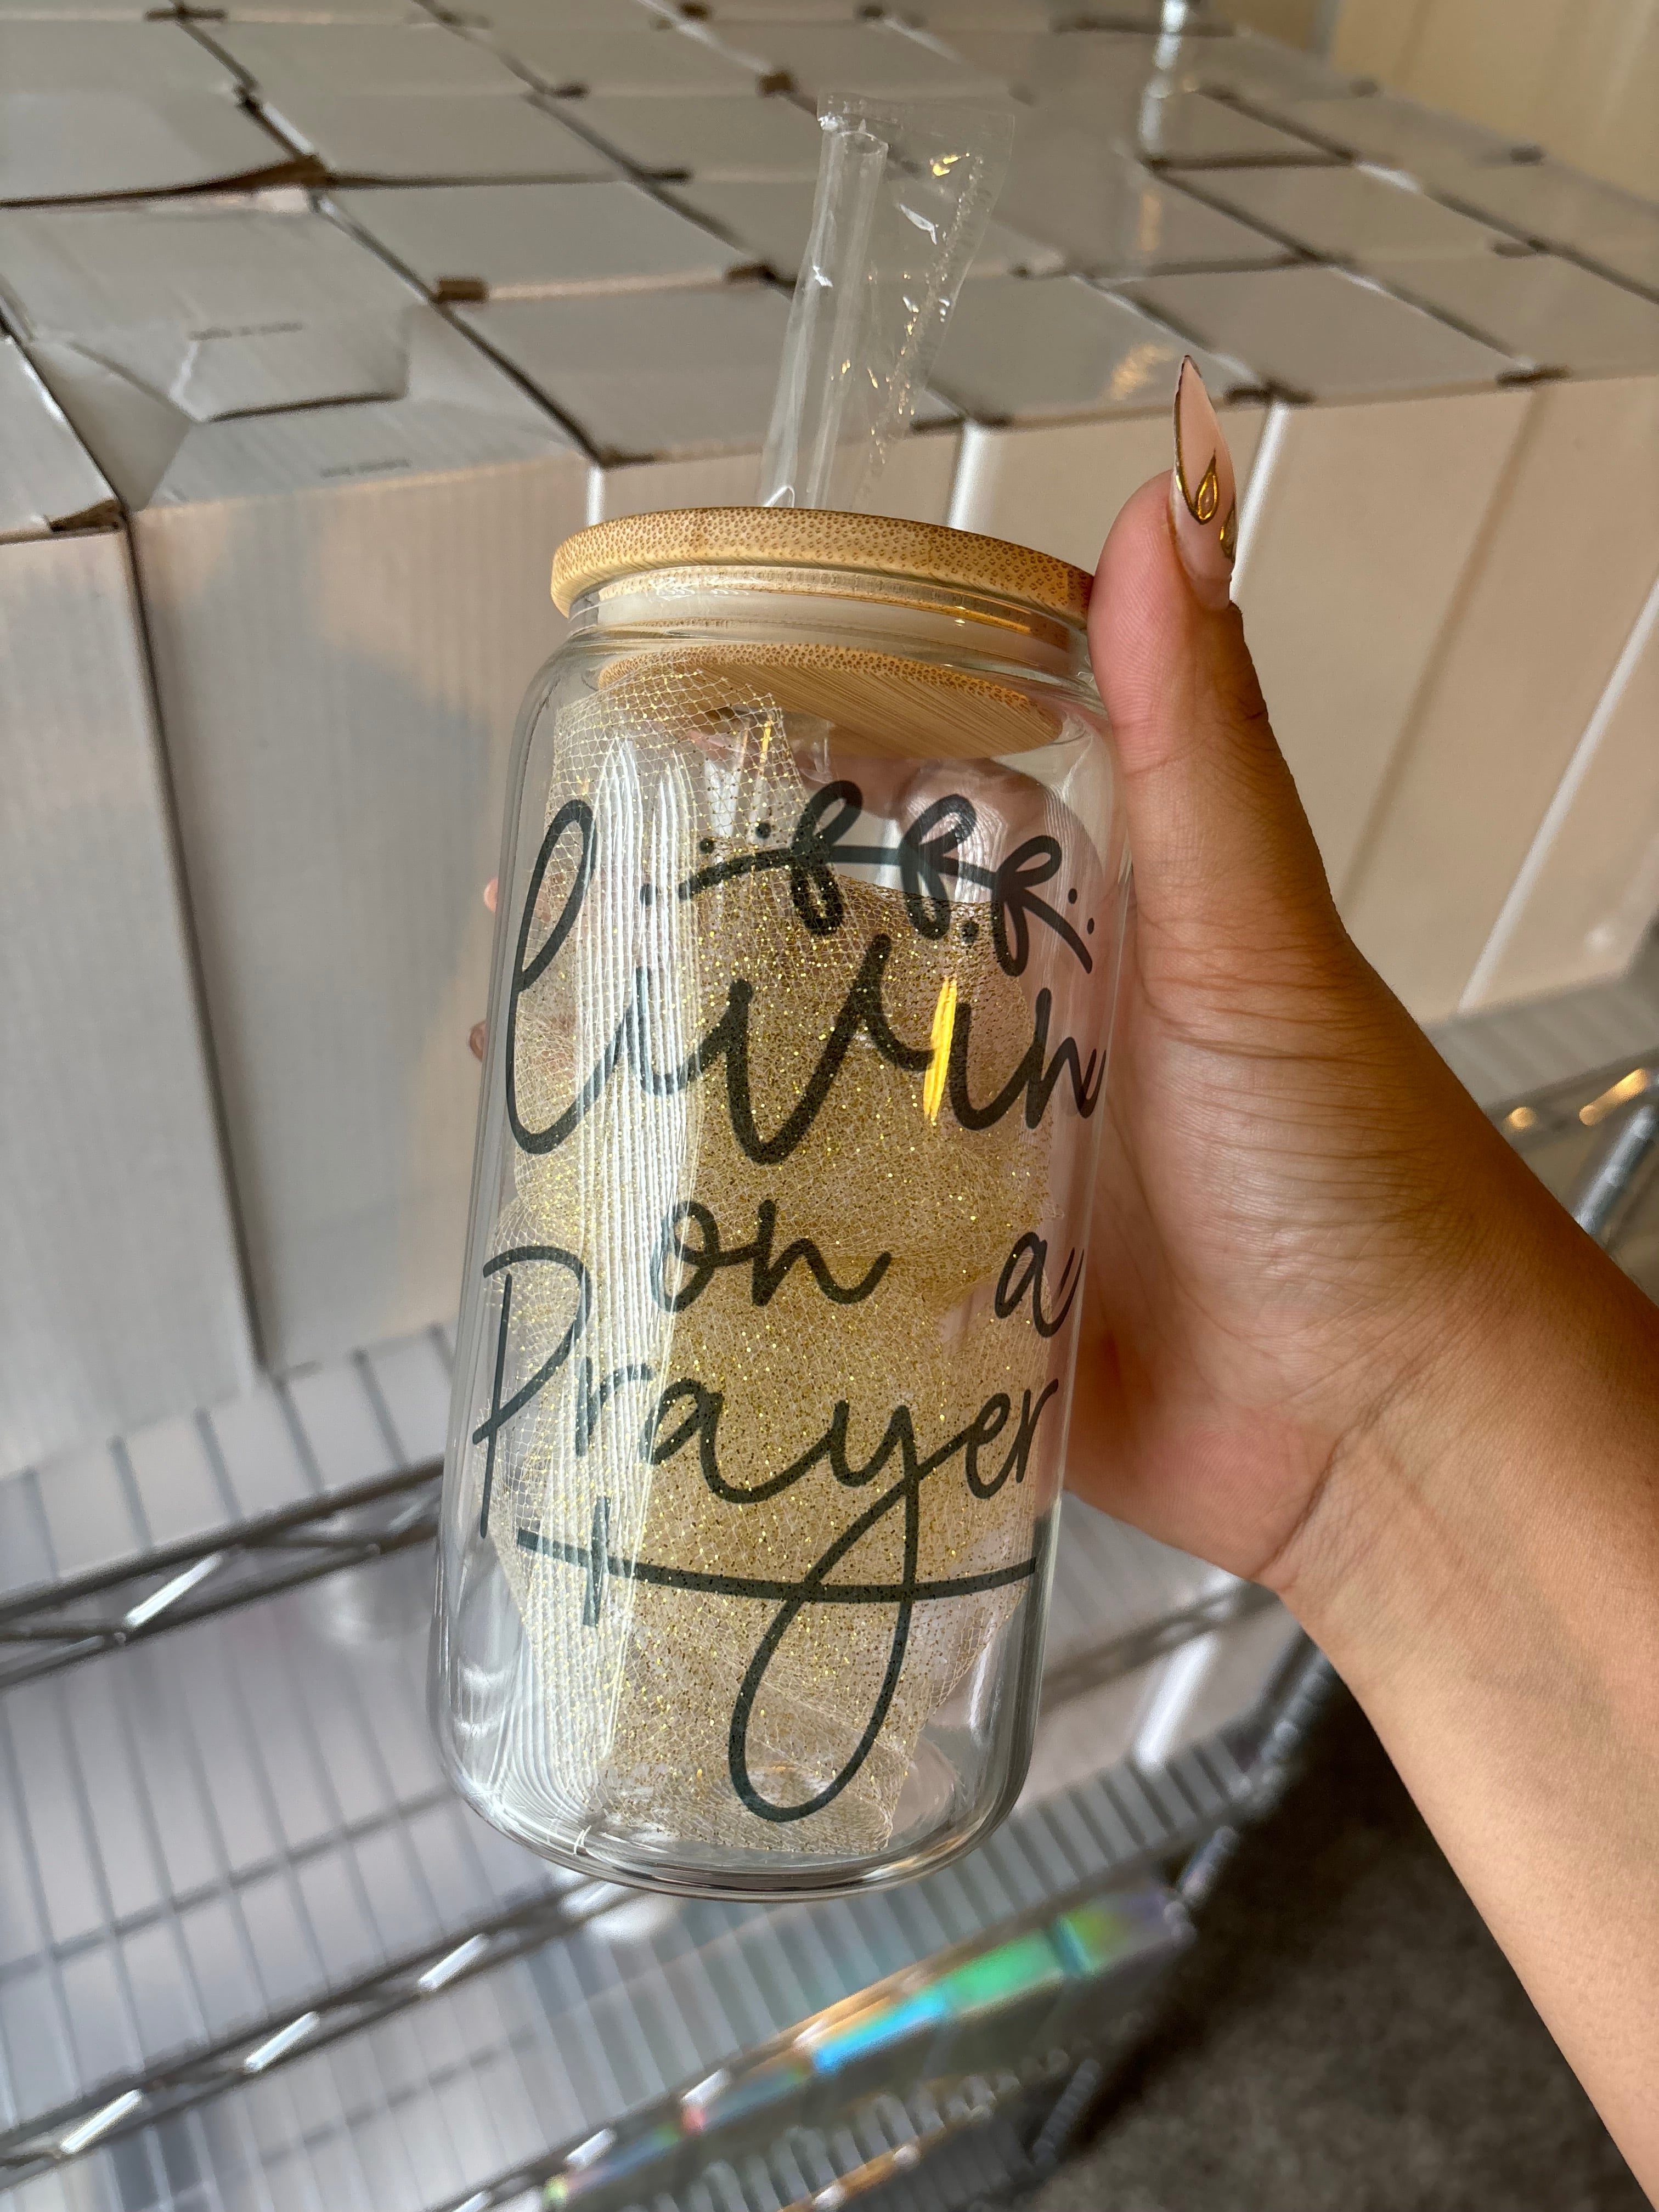 livin
on a
Prayer